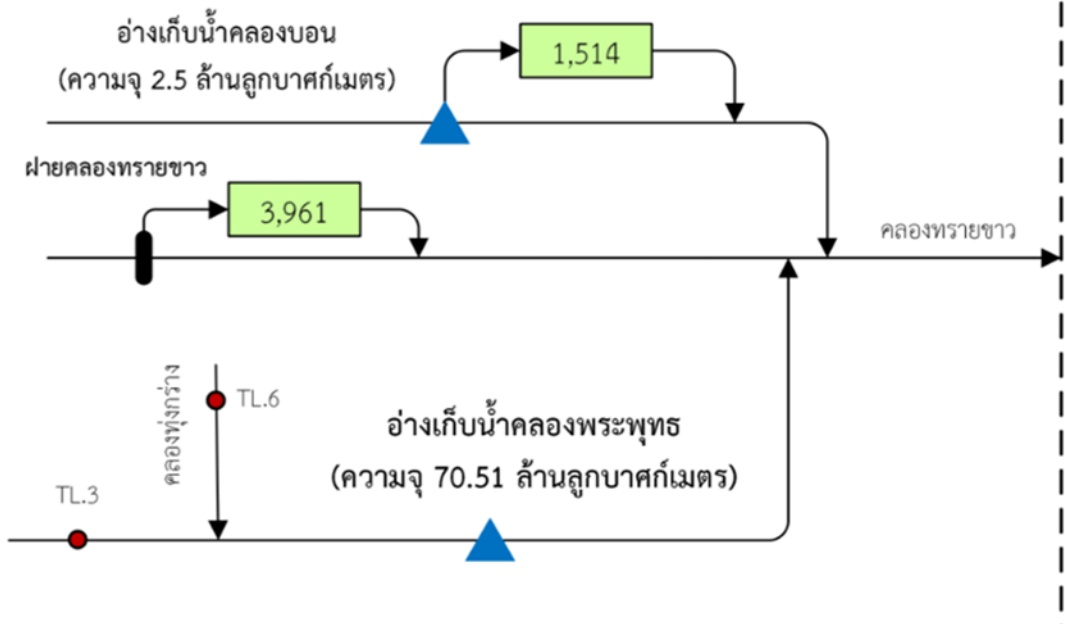 อ่างเก็บน้ำคลองบอน
(ความจุ 2.5 ล้านลูกบาศก์เมตร)
1,514
ฝายคลองทรายขาว
3,961
คลองทรายขาว
คลองทุ่งกร่าง
TL.6
อ่างเก็บน้ำคลองพระพุทธ
(ความจุ 70.51 ล้านลูกบาศก์เมตร)
TL.3